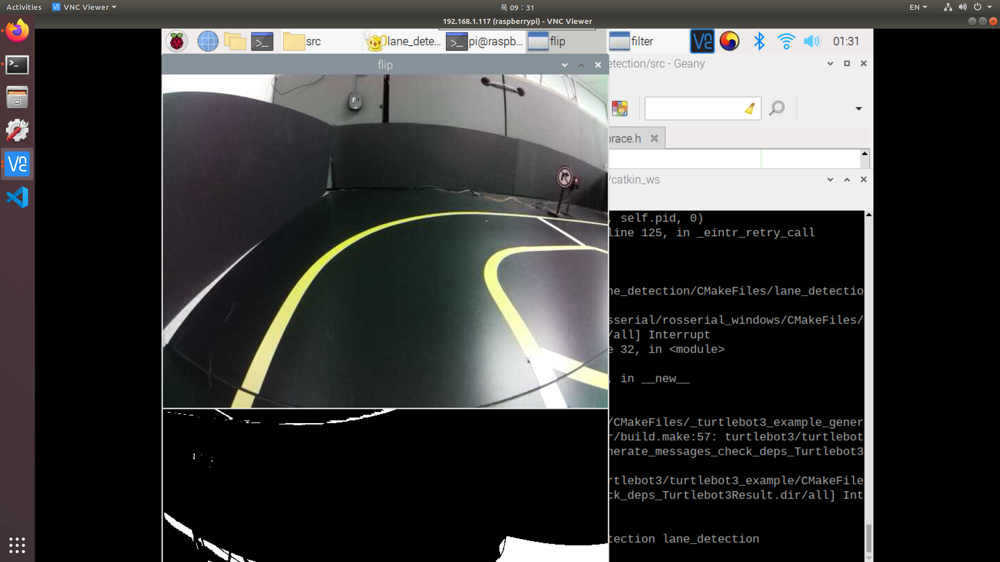 Activities VNC Viewer 목 09 : 31 EN
192.168.1.117 (raspberrypi) - VNC Viewer
src lane_dete... pi@raspb... flip filter 01:31
flip
etection/src - Geany
orace.h
/catkin_ws
, self.pid, 0)
line 125, in _eintr_retry_call
ne_detection/CMakeFiles/lane_detectio
sserial/rosserial_windows/CMakeFiles/
/all] Interrupt
e 32, in <module>
, in __new__
/CMakeFiles/_turtlebot3_example_gener
r/build.make:57: turtlebot3/turtlebot
nerate_messages_check_deps_Turtlebot3
rtlebot3/turtlebot3_example/CMakeFile
ck_deps_Turtlebot3Result.dir/all] Int
tection lane_detection